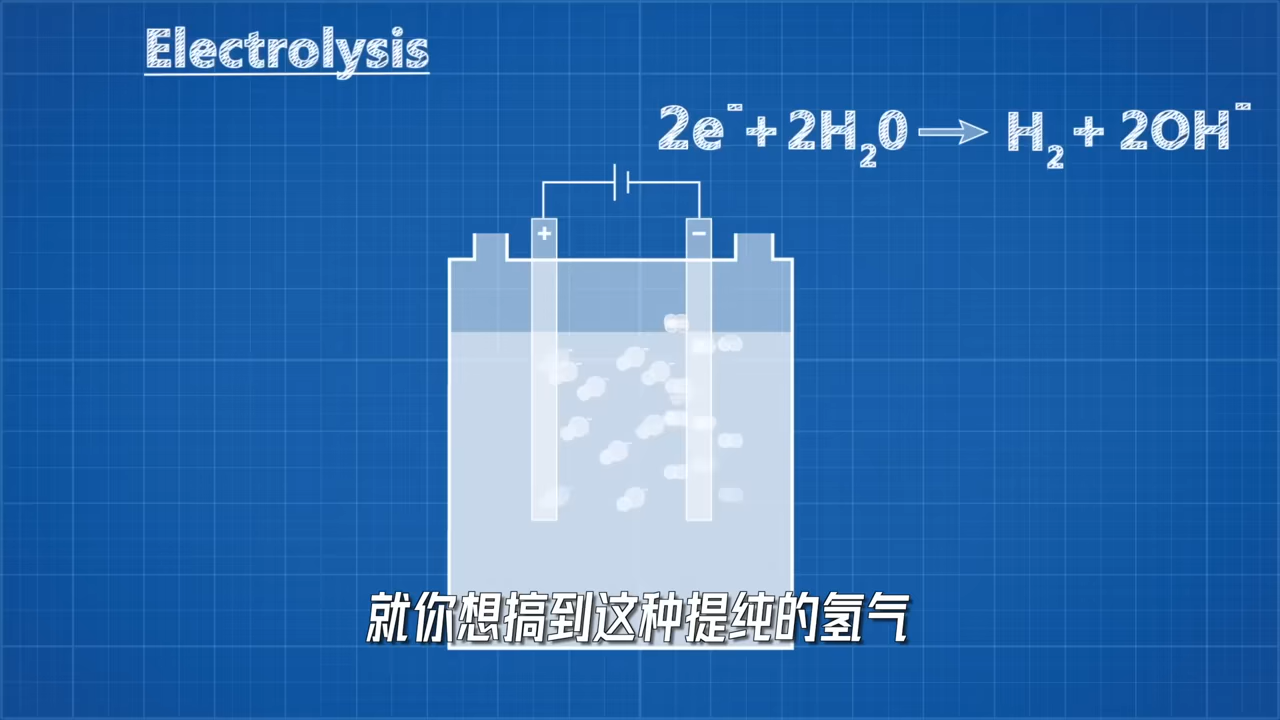 Electrolysis
2e⁻ + 2H₂0 → H₂ + 2OH⁻
+ −
就你想搞到这种提纯的氢气